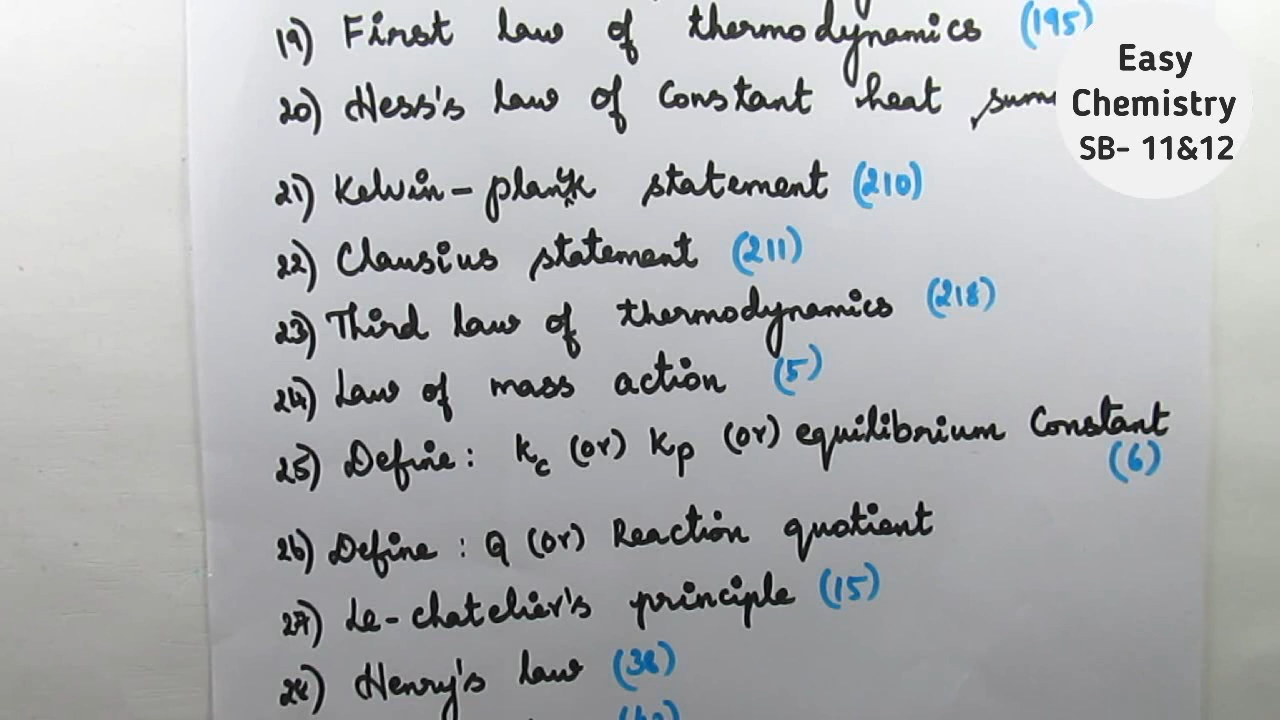 19) First law of thermodynamics (195)
20) Hess's law of Constant heat
Easy
Chemistry
SB- 11&12
21) Kelvin - plank statement (210)
22) Clausius statement (211)
23) Third law of thermodynamics (218)
24) Law of mass action (5)
25) Define: Kc (or) Kp (or) equilibrium Constant
(6)
26) Define : Q (or) Reaction quotient
27) Le-chatelier's principle (15)
28) Henry's law (38)